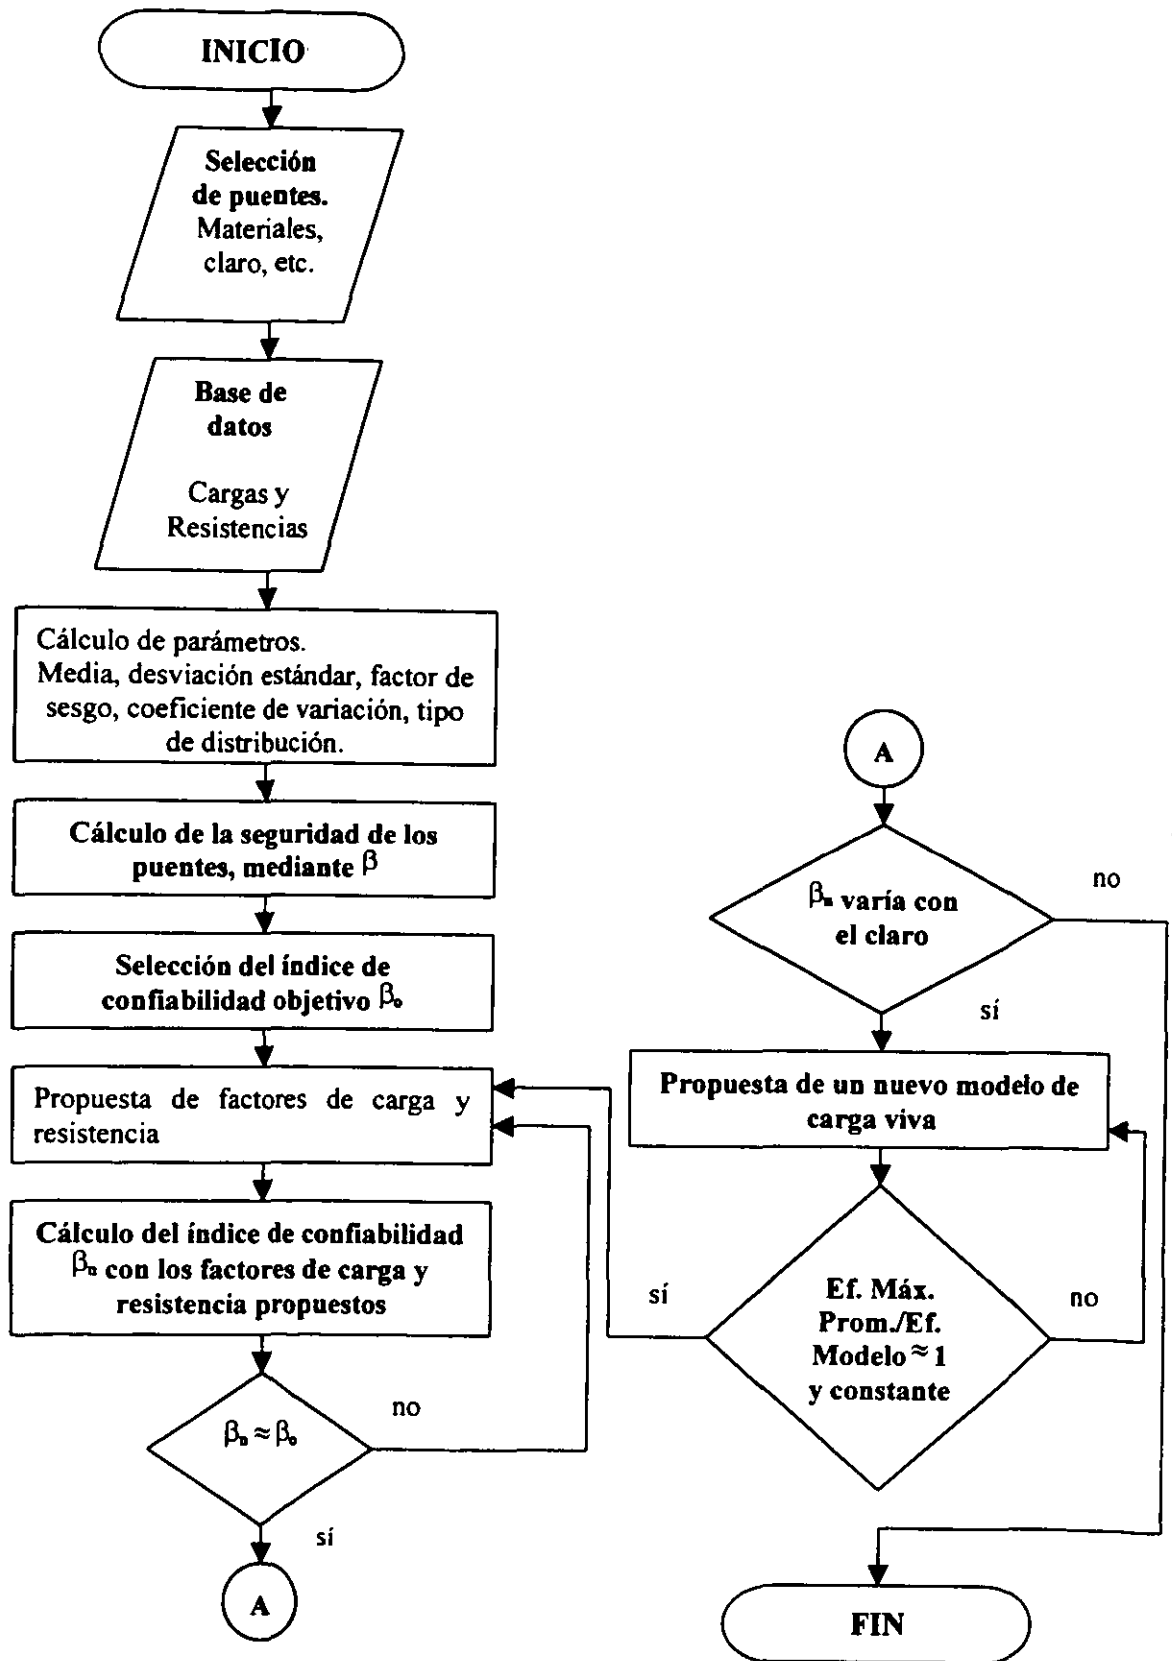 INICIO
Selección
de puentes.
Materiales,
claro, etc.
Base de
datos
Cargas y
Resistencias
Cálculo de parámetros.
Media, desviación estándar, factor de
sesgo, coeficiente de variación, tipo
de distribución.
Cálculo de la seguridad de los
puentes, mediante β
Selección del índice de
confiabilidad objetivo βₒ
Propuesta de factores de carga y
resistencia
Cálculo del índice de confiabilidad
βₙ con los factores de carga y
resistencia propuestos
βₙ ≈ βₒ
no
sí
A
A
βₙ varía con
el claro
no
sí
Propuesta de un nuevo modelo de
carga viva
Ef. Máx.
Prom./Ef.
Modelo ≈ 1
y constante
sí
no
FIN